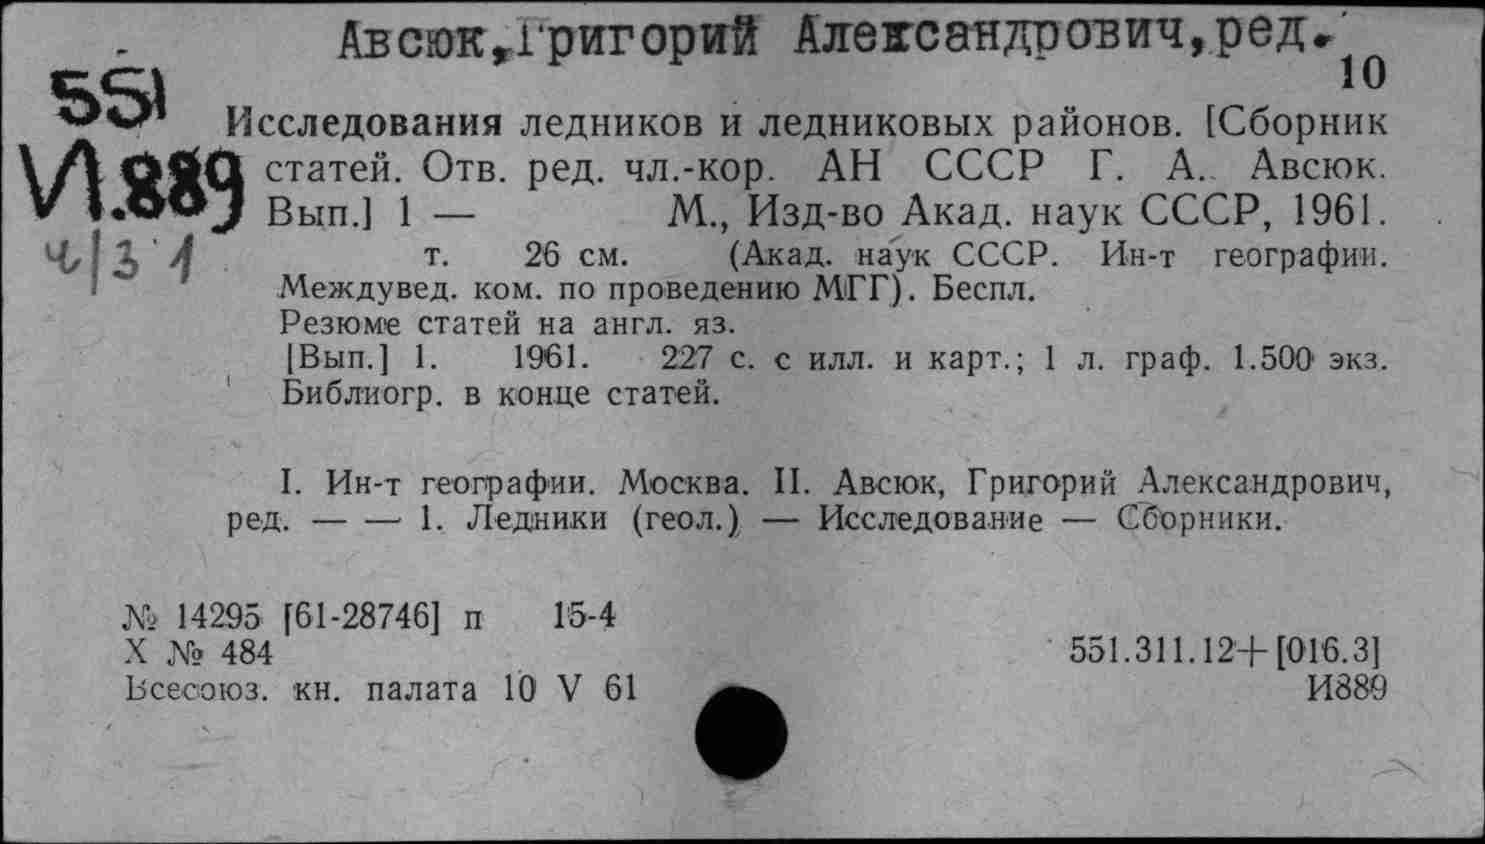 Авсюк,Григорий Александрович,ред.
10
551
И.889
Исследования ледников и ледниковых районов. [Сборник
статей. Отв. ред. чл.-кор. АН СССР Г. А. Авсюк.
Вып.] 1 — М., Изд-во Акад. наук СССР, 1961.
т. 26 см. (Акад. наук СССР. Ин-т географии.
Междувед. ком. по проведению МГГ). Беспл.
Резюме статей на англ. яз.
[Вып.] 1. 1961. 227 с. с илл. и карт.; 1 л. граф. 1.500 экз.
Библиогр. в конце статей.
I. Ин-т географии. Москва. II. Авсюк, Григорий Александрович,
ред. — — 1. Ледники (геол.) — Исследование — Сборники.
№ 14295 [61-28746] п 15-4
X № 484
551.311.12+[016.3]
Всесоюз. кн. палата 10 V 61
И889